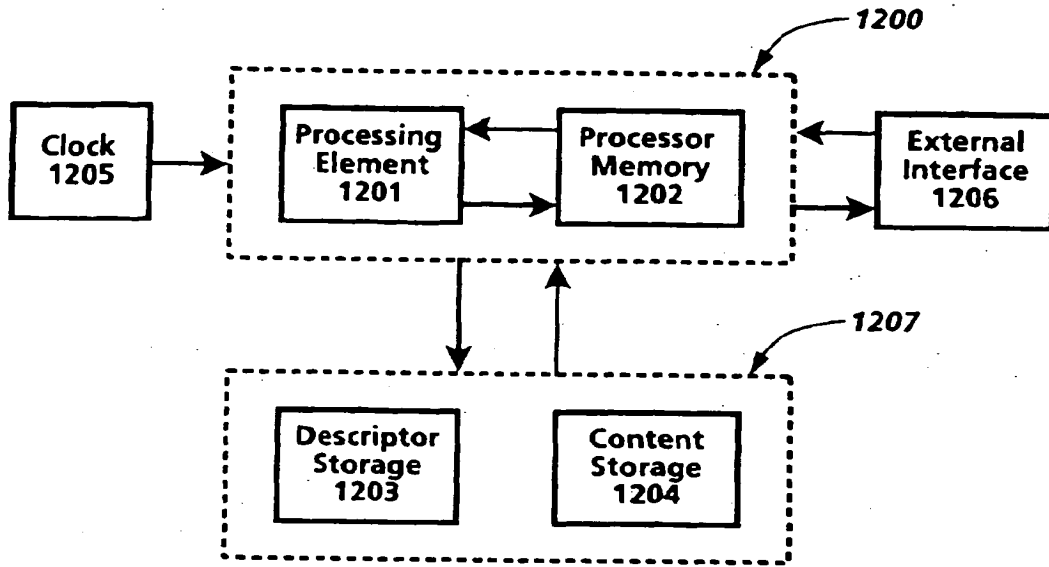 1200
Clock
1205
Processing
Element
1201
Processor
Memory
1202
External
Interface
1206
1207
Descriptor
Storage
1203
Content
Storage
1204